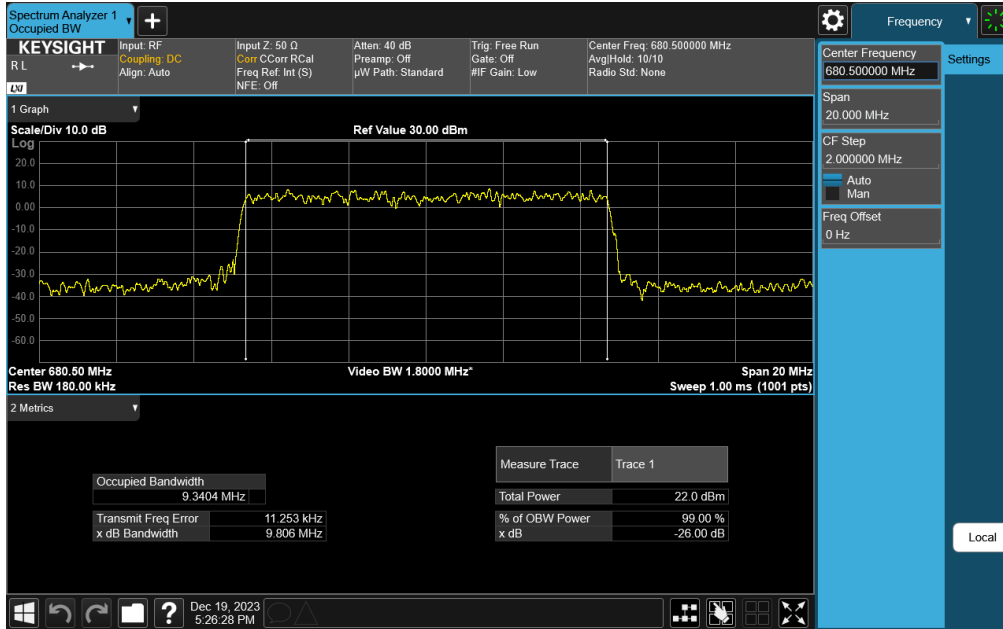 Spectrum Analyzer 1
Occupied BW
KEYSIGHT
R L
LXI
Input: RF
Coupling: DC
Align: Auto
Input Z: 50 Ω
Corr CCorr RCal
Freq Ref: Int (S)
NFE: Off
Atten: 40 dB
Preamp: Off
µW Path: Standard
Trig: Free Run
Gate: Off
#IF Gain: Low
Center Freq: 680.500000 MHz
Avg|Hold: 10/10
Radio Std: None
1 Graph
Scale/Div 10.0 dB
Ref Value 30.00 dBm
Log
20.0
10.0
0.00
-10.0
-20.0
-30.0
-40.0
-50.0
-60.0
Center 680.50 MHz
Video BW 1.8000 MHz*
Span 20 MHz
Res BW 180.00 kHz
Sweep 1.00 ms (1001 pts)
2 Metrics
Occupied Bandwidth
9.3404 MHz
Transmit Freq Error 11.253 kHz
x dB Bandwidth 9.806 MHz
Measure Trace Trace 1
Total Power 22.0 dBm
% of OBW Power 99.00 %
x dB -26.00 dB
Dec 19, 2023
5:26:28 PM
Frequency
Settings
Center Frequency
680.500000 MHz
Span
20.000 MHz
CF Step
2.000000 MHz
Auto
Man
Freq Offset
0 Hz
Local